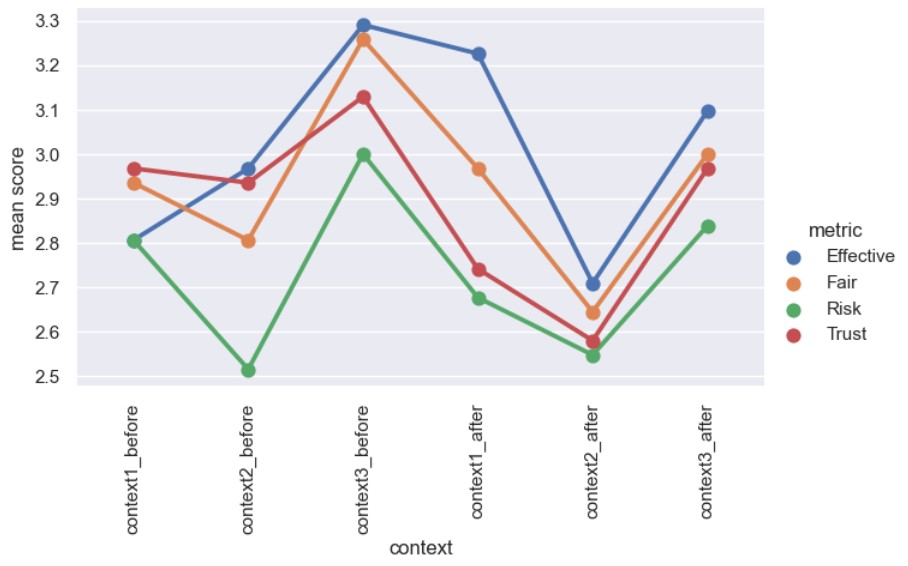 3.3
3.2
3.1
3.0
2.9
2.8
2.7
2.6
2.5
mean score
context1_before
context2_before
context3_before
context1_after
context2_after
context3_after
context
metric
Effective
Fair
Risk
Trust